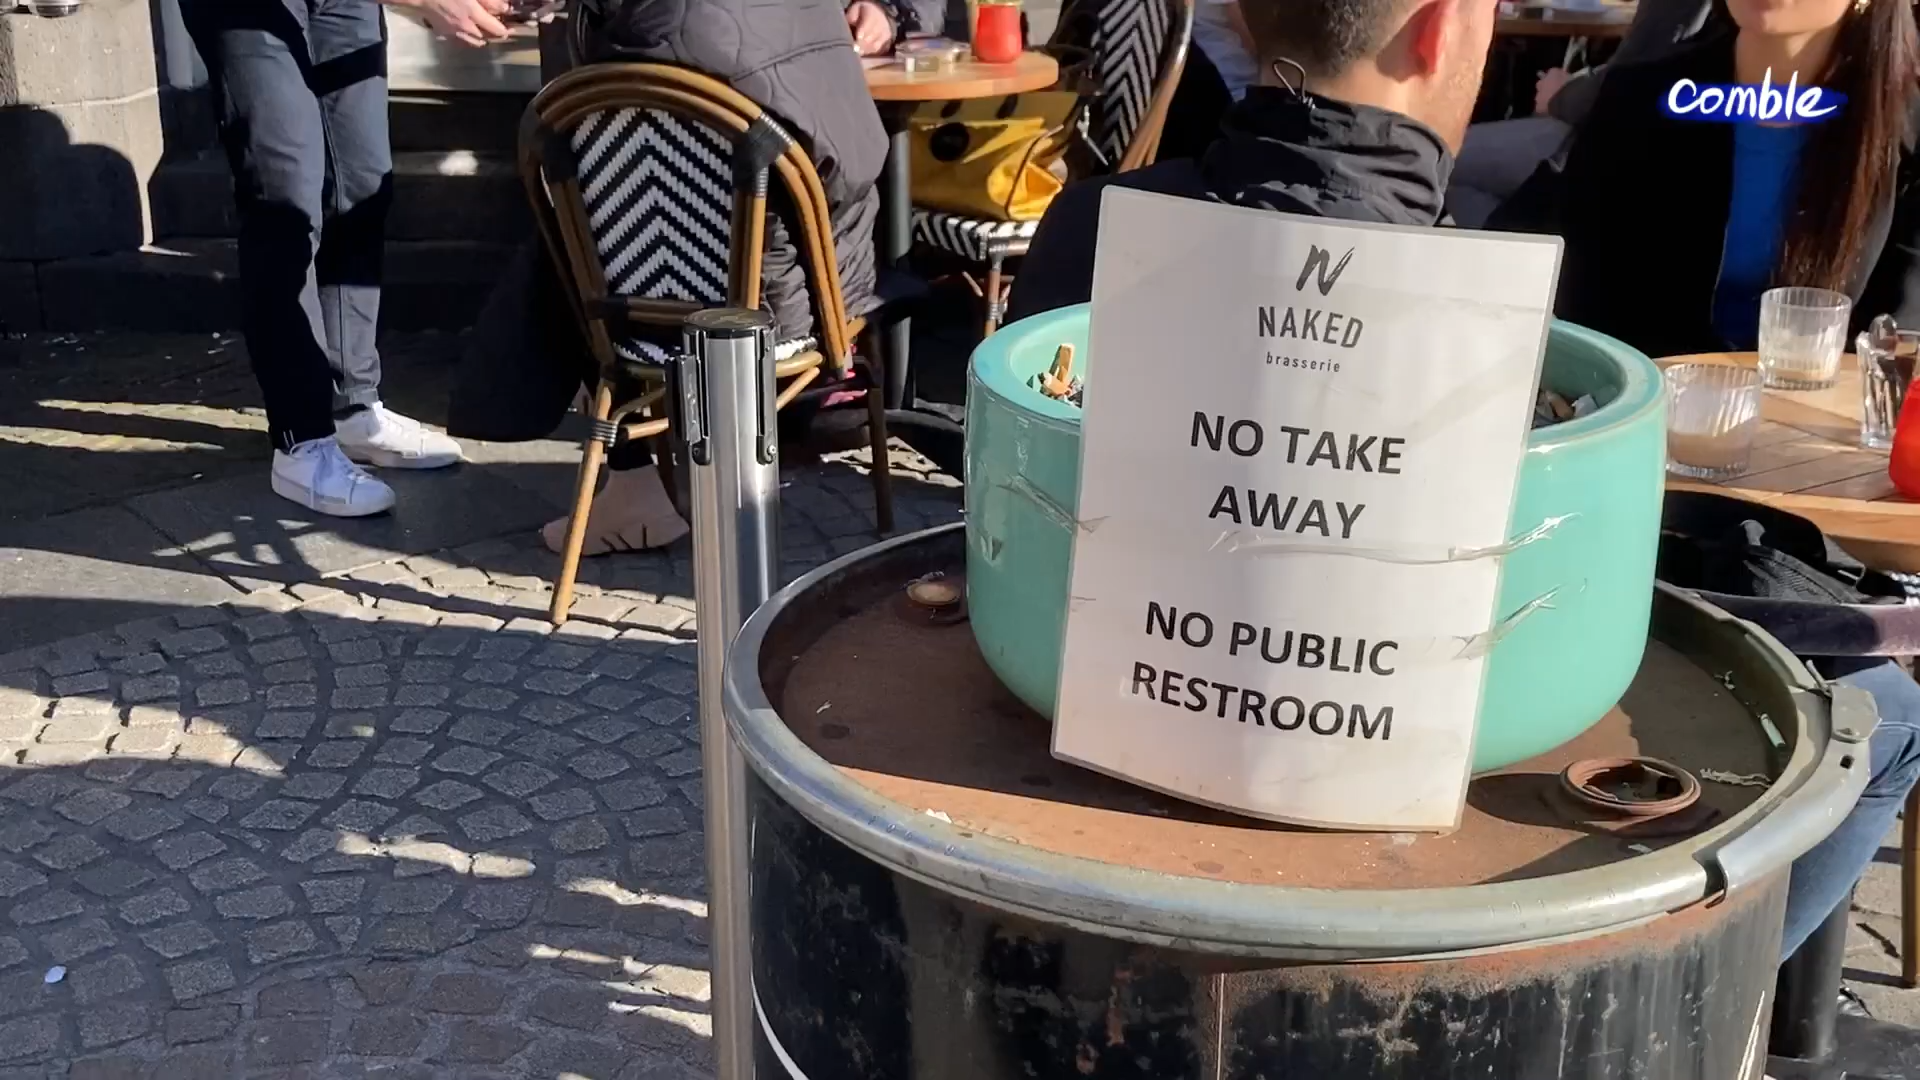 comble
N
NAKED
brasserie
NO TAKE
AWAY
NO PUBLIC
RESTROOM